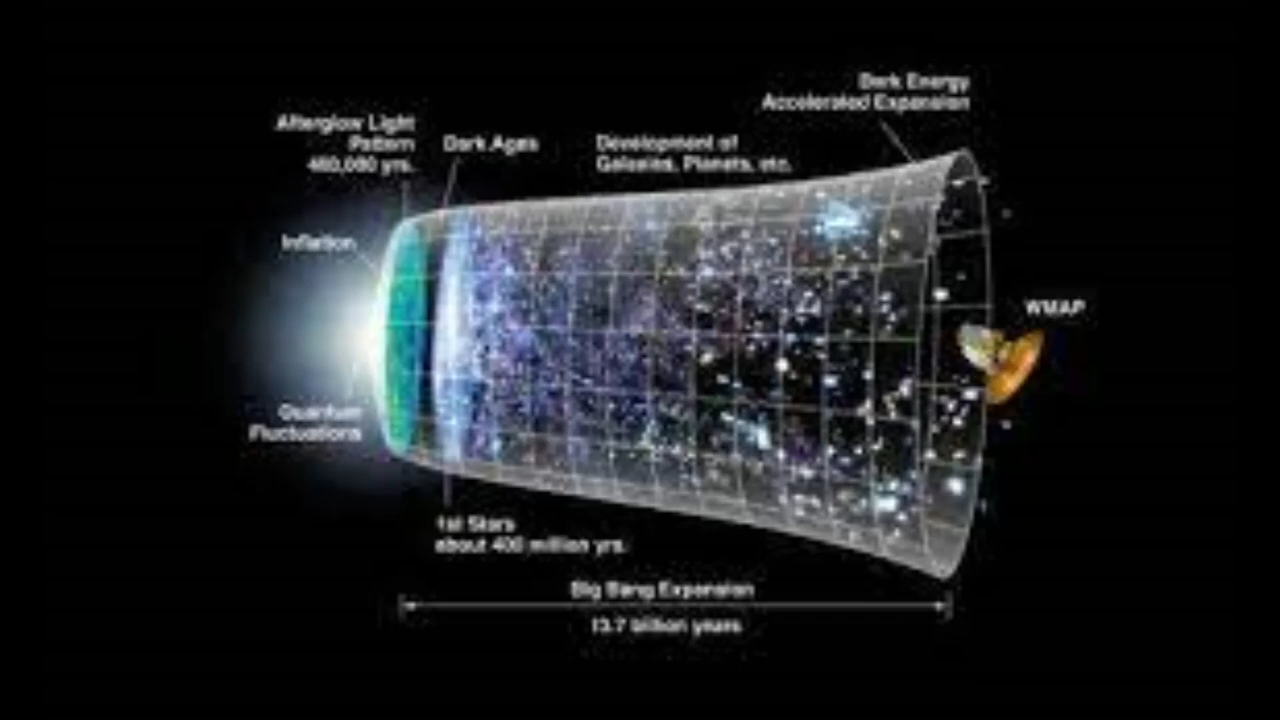 Dark Energy
Accelerated Expansion
Afterglow Light
Pattern
400,000 yrs.
Dark Ages
Development of
Galaxies, Planets, etc.
Inflation
WMAP
Quantum
Fluctuations
1st Stars
about 400 million yrs.
Big Bang Expansion
13.7 billion years